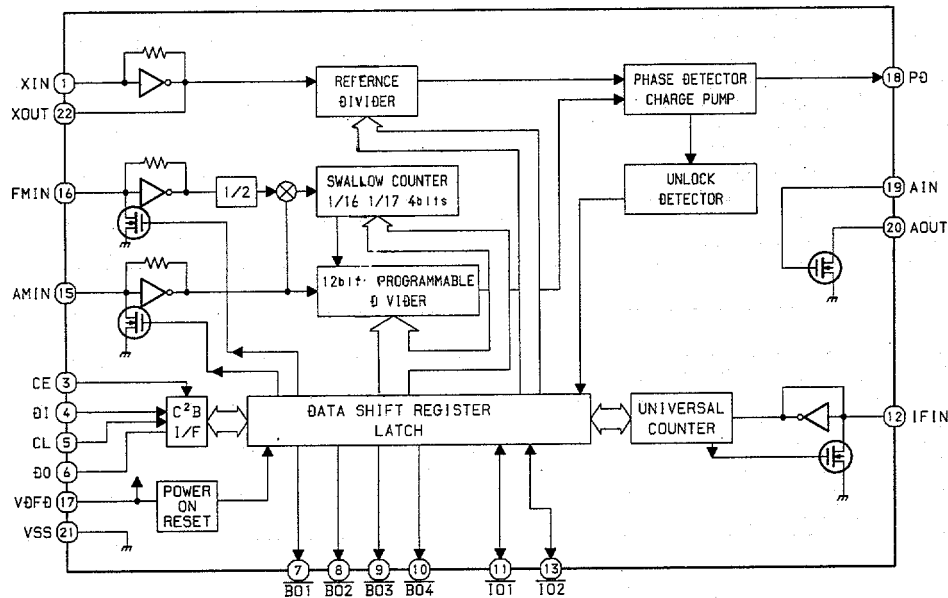 XIN 1
XOUT 22
REFERNCE
DIVIDER
PHASE DETECTOR
CHARGE PUMP
18 PD
FMIN 16
1/2
SWALLOW COUNTER
1/16 1/17 4bits
UNLOCK
DETECTOR
19 AIN
20 AOUT
AMIN 15
12bit PROGRAMMABLE
D VIDER
CE 3
DI 4
CL 5
DO 6
C²B
I/F
DATA SHIFT REGISTER
LATCH
UNIVERSAL
COUNTER
12 IFIN
VDFD 17
POWER
ON
RESET
VSS 21
7 8 9 10 11 13
BO1 BO2 BO3 BO4 IO1 IO2